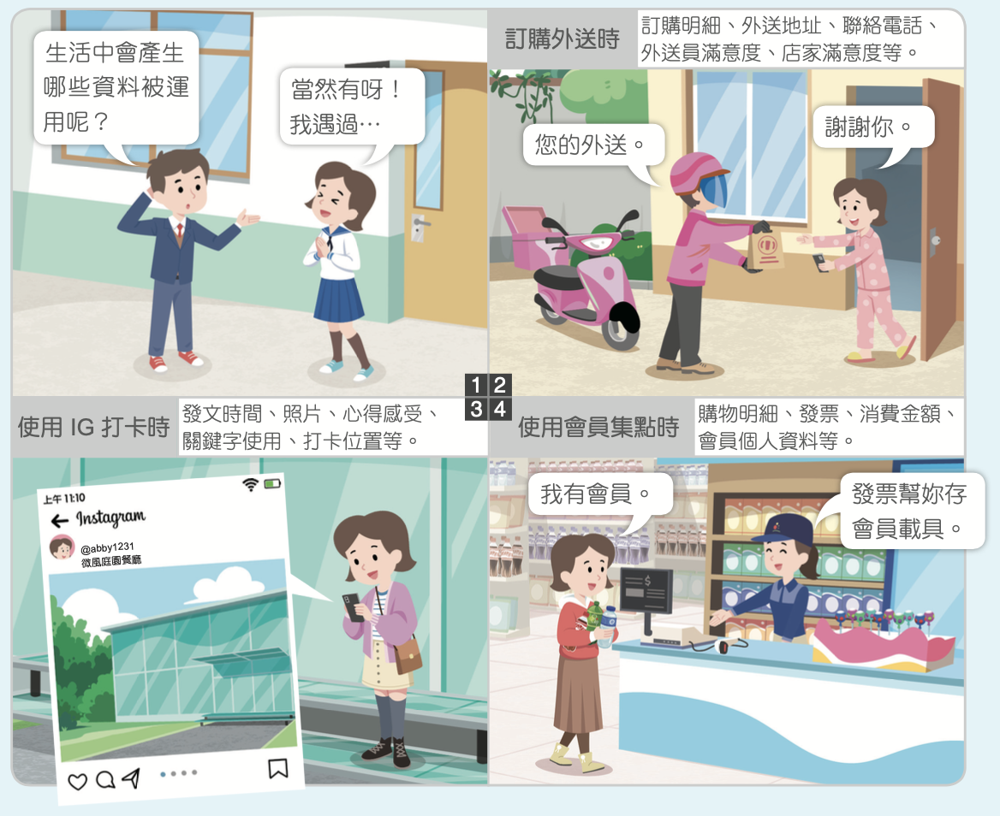 生活中會產生
哪些資料被運
用呢？
當然有呀！
我遇過…
訂購外送時
訂購明細、外送地址、聯絡電話、
外送員滿意度、店家滿意度等。
您的外送。
謝謝你。
1 2
3 4
使用 IG 打卡時
發文時間、照片、心得感受、
關鍵字使用、打卡位置等。
上午 11:10
Instagram
@abby1231
微風庭園餐廳
使用會員集點時
購物明細、發票、消費金額、
會員個人資料等。
我有會員。
發票幫妳存
會員載具。
$